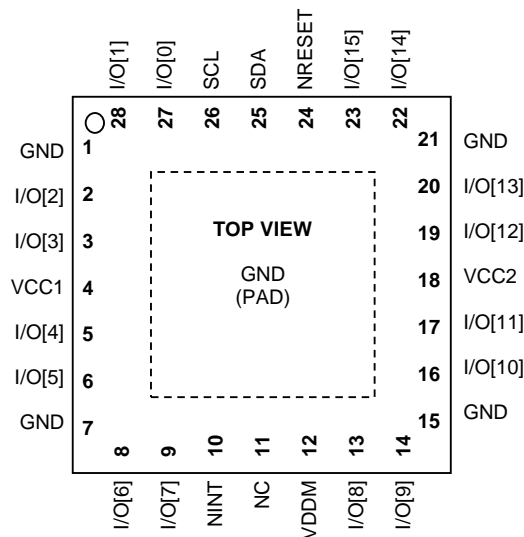 I/O[1] I/O[0] SCL SDA NRESET I/O[15] I/O[14]
28 27 26 25 24 23 22
GND 1 21 GND
I/O[2] 2 20 I/O[13]
I/O[3] 3 TOP VIEW 19 I/O[12]
VCC1 4 GND 18 VCC2
(PAD)
I/O[4] 5 17 I/O[11]
I/O[5] 6 16 I/O[10]
GND 7 15 GND
8 9 10 11 12 13 14
I/O[6] I/O[7] NINT NC VDDM I/O[8] I/O[9]